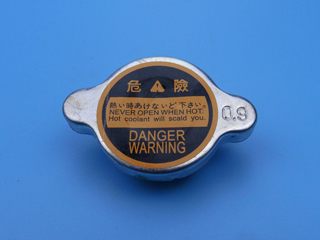 危 険
熱い時あけないで下さい。
NEVER OPEN WHEN HOT.
Hot coolant will scald you.
DANGER
WARNING
0.9